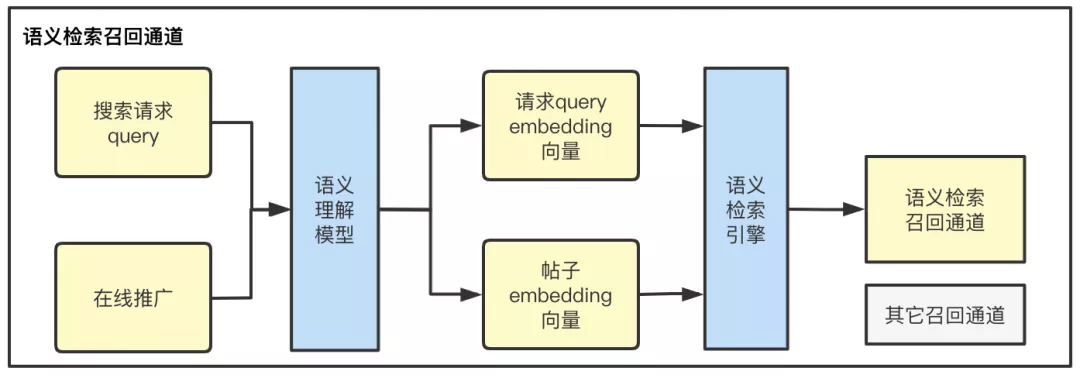 语义检索召回通道
搜索请求
query
在线推广
语义
理解
模型
请求query
embedding
向量
帖子
embedding
向量
语义
检索
引擎
语义检索
召回通道
其它召回通道